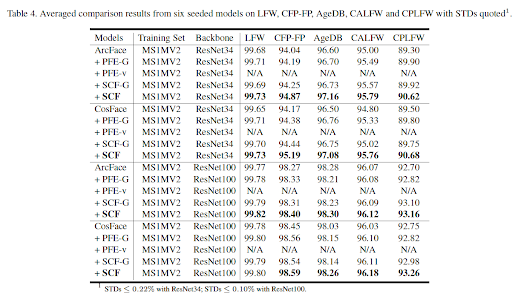 Table 4. Averaged comparison results from six seeded models on LFW, CFP-FP, AgeDB, CALFW and CPLFW with STDs quoted¹.
Models Training Set Backbone LFW CFP-FP AgeDB CALFW CPLFW
ArcFace MS1MV2 ResNet34 99.68 94.04 96.60 95.00 89.30
+ PFE-G MS1MV2 ResNet34 99.71 94.19 96.70 95.49 89.90
+ PFE-v MS1MV2 ResNet34 N/A N/A N/A N/A N/A
+ SCF-G MS1MV2 ResNet34 99.69 94.25 96.73 95.57 89.92
+ SCF MS1MV2 ResNet34 99.73 94.87 97.16 95.79 90.62
CosFace MS1MV2 ResNet34 99.65 94.17 96.50 94.80 89.50
+ PFE-G MS1MV2 ResNet34 99.71 94.38 96.76 95.33 89.80
+ PFE-v MS1MV2 ResNet34 N/A N/A N/A N/A N/A
+ SCF-G MS1MV2 ResNet34 99.70 94.44 96.75 95.02 89.75
+ SCF MS1MV2 ResNet34 99.73 95.19 97.08 95.76 90.68
ArcFace MS1MV2 ResNet100 99.77 98.27 98.28 96.07 92.70
+ PFE-G MS1MV2 ResNet100 99.78 98.33 98.21 96.08 92.82
+ PFE-v MS1MV2 ResNet100 N/A N/A N/A N/A N/A
+ SCF-G MS1MV2 ResNet100 99.79 98.31 98.23 96.09 93.10
+ SCF MS1MV2 ResNet100 99.82 98.40 98.30 96.12 93.16
CosFace MS1MV2 ResNet100 99.78 98.45 98.03 96.03 92.75
+ PFE-G MS1MV2 ResNet100 99.80 98.56 98.15 96.10 92.82
+ PFE-v MS1MV2 ResNet100 N/A N/A N/A N/A N/A
+ SCF-G MS1MV2 ResNet100 99.79 98.54 98.14 96.11 92.98
+ SCF MS1MV2 ResNet100 99.80 98.59 98.26 96.18 93.26
¹ STDs ≤ 0.22% with ResNet34; STDs ≤ 0.10% with ResNet100.